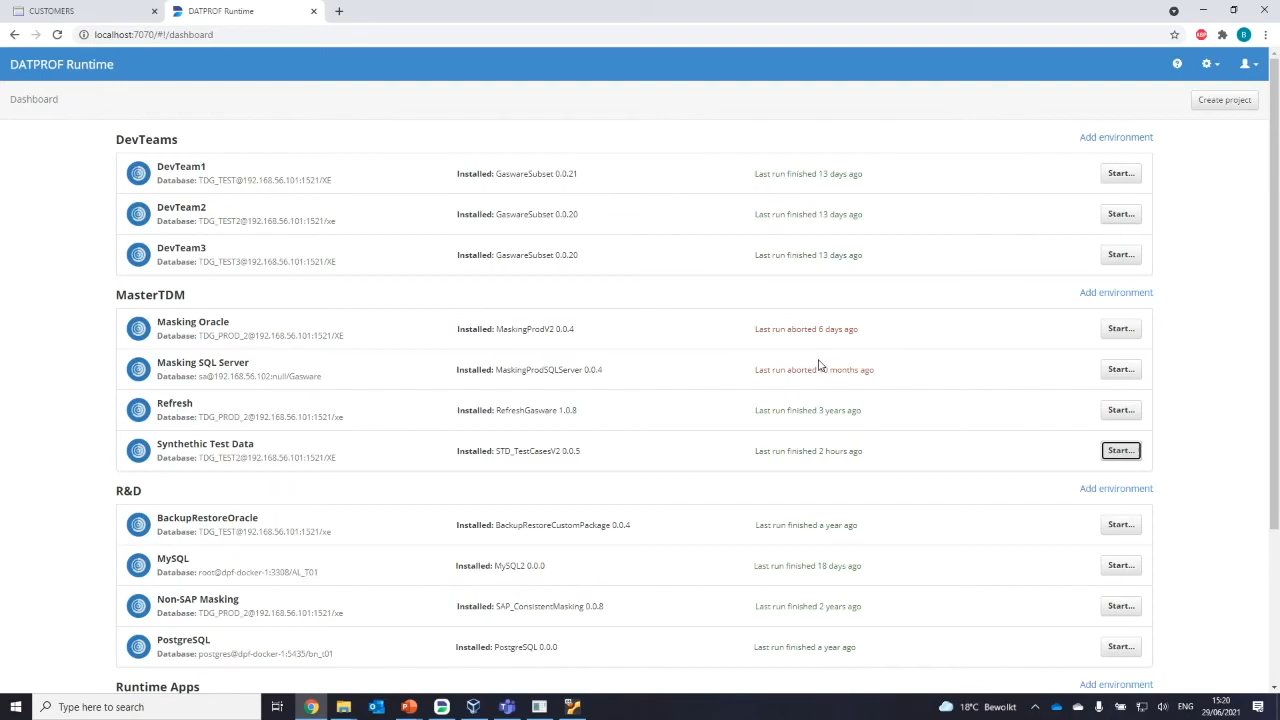 CUSTOMERS
DATPROF Runtime
localhost:7070/#!/dashboard
ABP
B
DATPROF Runtime
Dashboard
Create project
DevTeams
Add environment
DevTeam1
Database: TDG_TEST@192.168.56.101:1521/XE
Installed: GaswareSubset 0.0.21
Last run finished 13 days ago
Start...
DevTeam2
Database: TDG_TEST2@192.168.56.101:1521/xe
Installed: GaswareSubset 0.0.20
Last run finished 13 days ago
Start...
DevTeam3
Database: TDG_TEST3@192.168.56.101:1521/XE
Installed: GaswareSubset 0.0.20
Last run finished 13 days ago
Start...
MasterTDM
Add environment
Masking Oracle
Database: TDG_PROD_2@192.168.56.101:1521/XE
Installed: MaskingProdV2 0.0.4
Last run aborted 6 days ago
Start...
Masking SQL Server
Database: sa@192.168.56.102:null/Gasware
Installed: MaskingProdSQLServer 0.0.4
Last run aborted months ago
Start...
Refresh
Database: TDG_PROD_2@192.168.56.101:1521/xe
Installed: RefreshGasware 1.0.8
Last run finished 3 years ago
Start...
Synthethic Test Data
Database: TDG_TEST2@192.168.56.101:1521/XE
Installed: STD_TestCasesV2 0.0.5
Last run finished 2 hours ago
Start...
R&D
Add environment
BackupRestoreOracle
Database: TDG_TEST@192.168.56.101:1521/xe
Installed: BackupRestoreCustomPackage 0.0.4
Last run finished a year ago
Start...
MySQL
Database: root@dpf-docker-1:3308/AL_T01
Installed: MySQL2 0.0.0
Last run finished 18 days ago
Start...
Non-SAP Masking
Database: TDG_PROD_2@192.168.56.101:1521/xe
Installed: SAP_ConsistentMasking 0.0.8
Last run finished 2 years ago
Start...
PostgreSQL
Database: postgres@dpf-docker-1:5435/bn_t01
Installed: PostgreSQL 0.0.0
Last run finished a year ago
Start...
Runtime Apps
Add environment
Type here to search
18°C Bewolkt
ENG
15:20
29/06/2021